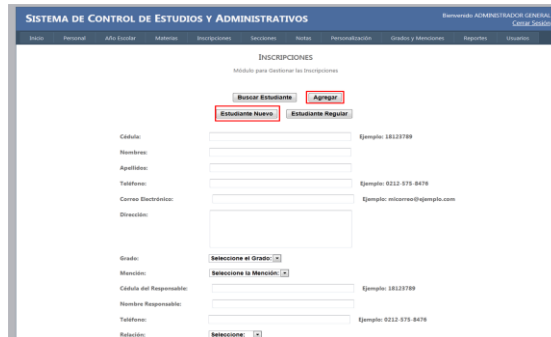 SISTEMA DE CONTROL DE ESTUDIOS Y ADMINISTRATIVOS
Bienvenido ADMINISTRADOR GENERAL
Cerrar Sesión
Inicio Personal Año Escolar Materias Inscripciones Secciones Notas Personalización Grados y Menciones Reportes Usuarios
INSCRIPCIONES
Módulo para Gestionar las Inscripciones
Buscar Estudiante Agregar
Estudiante Nuevo Estudiante Regular
Cédula: Ejemplo: 18123789
Nombres:
Apellidos:
Teléfono: Ejemplo: 0212-575-8476
Correo Electrónico: Ejemplo: micorreo@ejemplo.com
Dirección:
Grado: Seleccione el Grado:
Mención: Seleccione la Mención:
Cédula del Responsable: Ejemplo: 18123789
Nombre Responsable:
Teléfono: Ejemplo: 0212-575-8476
Relación: Seleccione: